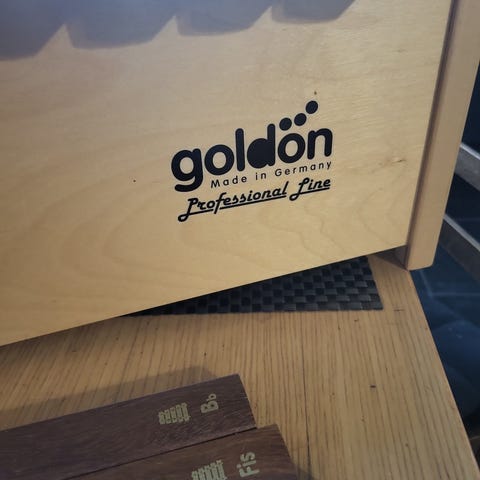 goldon
Made in Germany
Professional Line
Bb
Fis